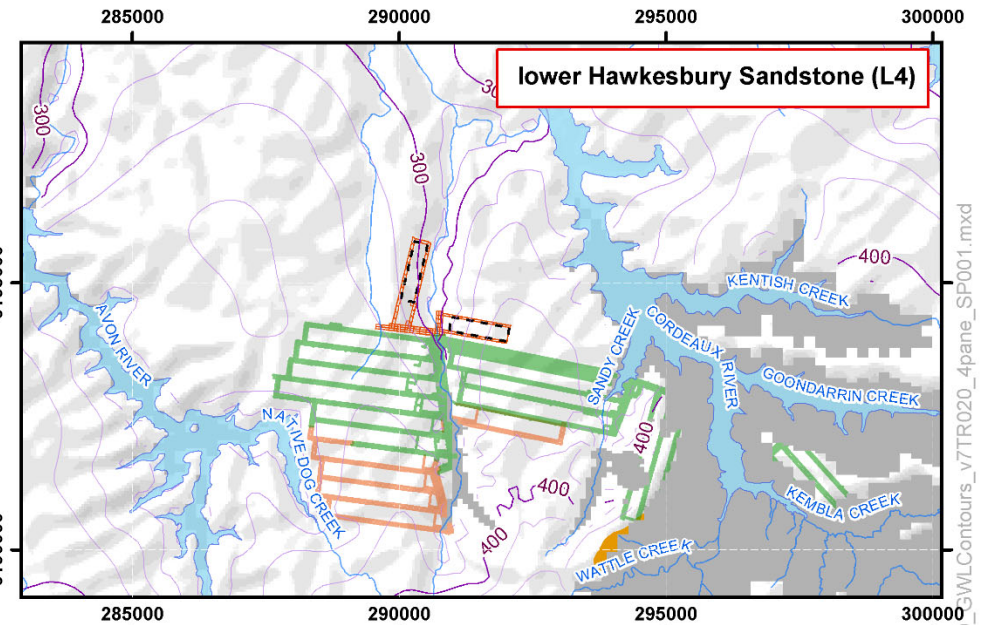 285000 290000 295000 300000
lower Hawkesbury Sandstone (L4)
300
300
400
KENTISH CREEK
AVON RIVER
SANDY CREEK
CORDEAUX RIVER
GOONDARRIN CREEK
NATIVE DOG CREEK
400
400
400
KEMBLA CREEK
WATTLE CREEK
285000 290000 295000 300000
_GWLContours_v7TR020_4pane_SP001.mxd